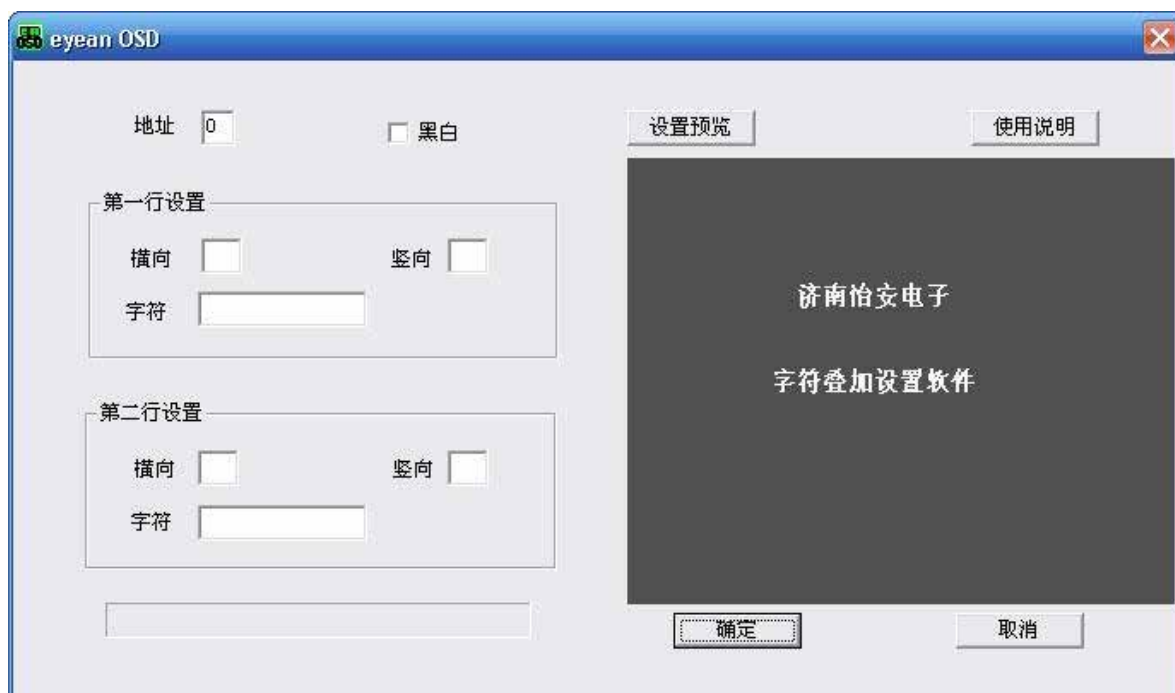 eyean OSD
地址 0 黑白 设置预览 使用说明
第一行设置
横向 竖向
字符
济南怡安电子
字符叠加设置软件
第二行设置
横向 竖向
字符
确定 取消